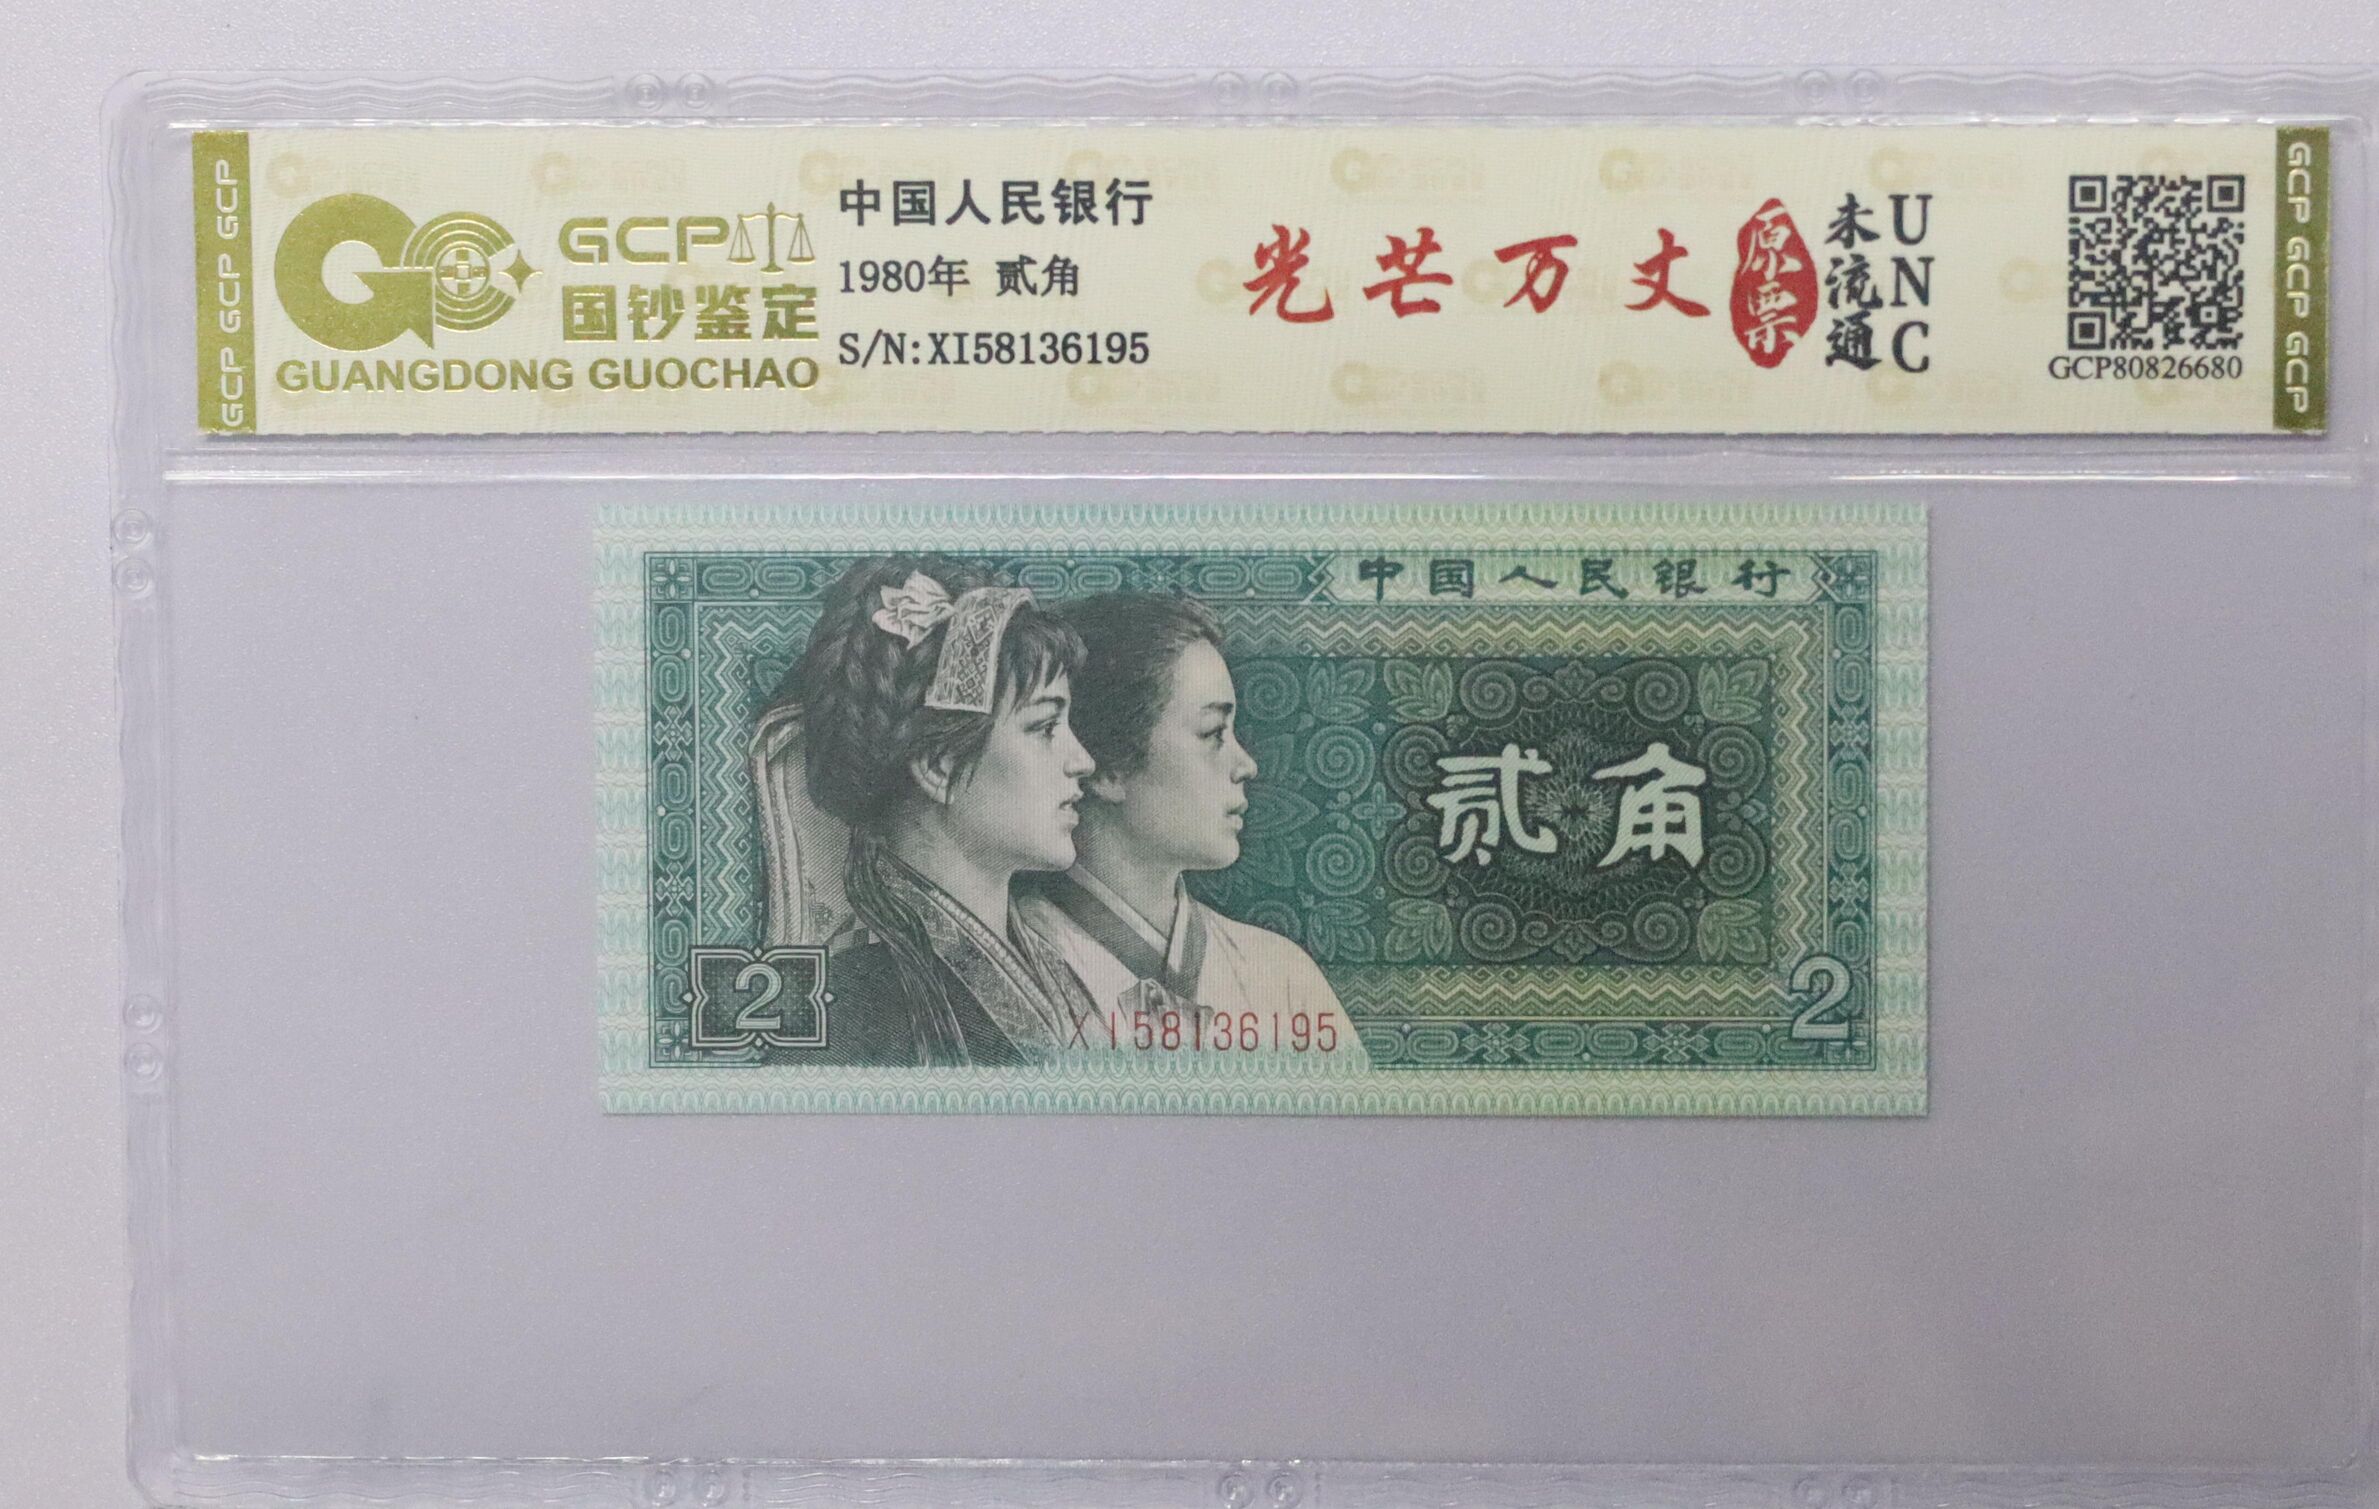 GCP GCP GCP
GCP
国钞鉴定
GUANGDONG GUOCHAO
中国人民银行
1980年 贰角
S/N:XI58136195
光芒万丈
原票
未流通
UNC
GCP80826680
GCP GCP GCP
中国人民银行
贰角
2
XI58136195
2